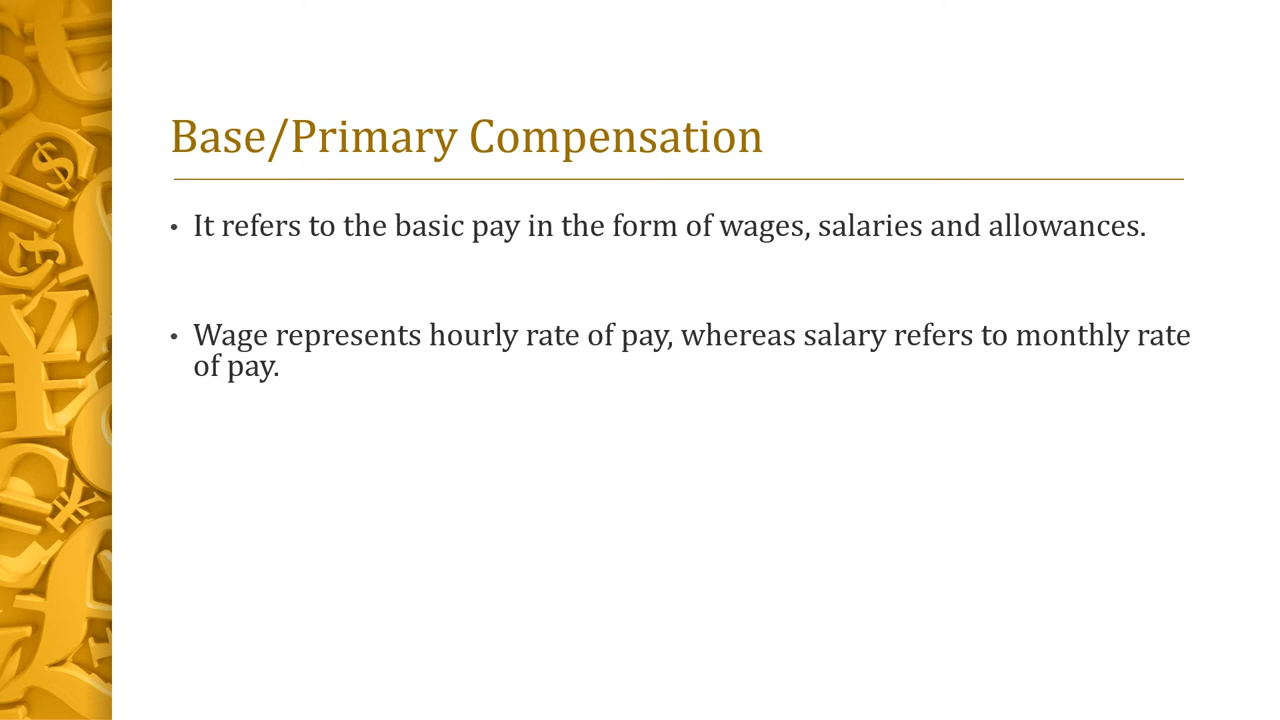 Base/Primary Compensation
• It refers to the basic pay in the form of wages, salaries and allowances.
• Wage represents hourly rate of pay, whereas salary refers to monthly rate
of pay.